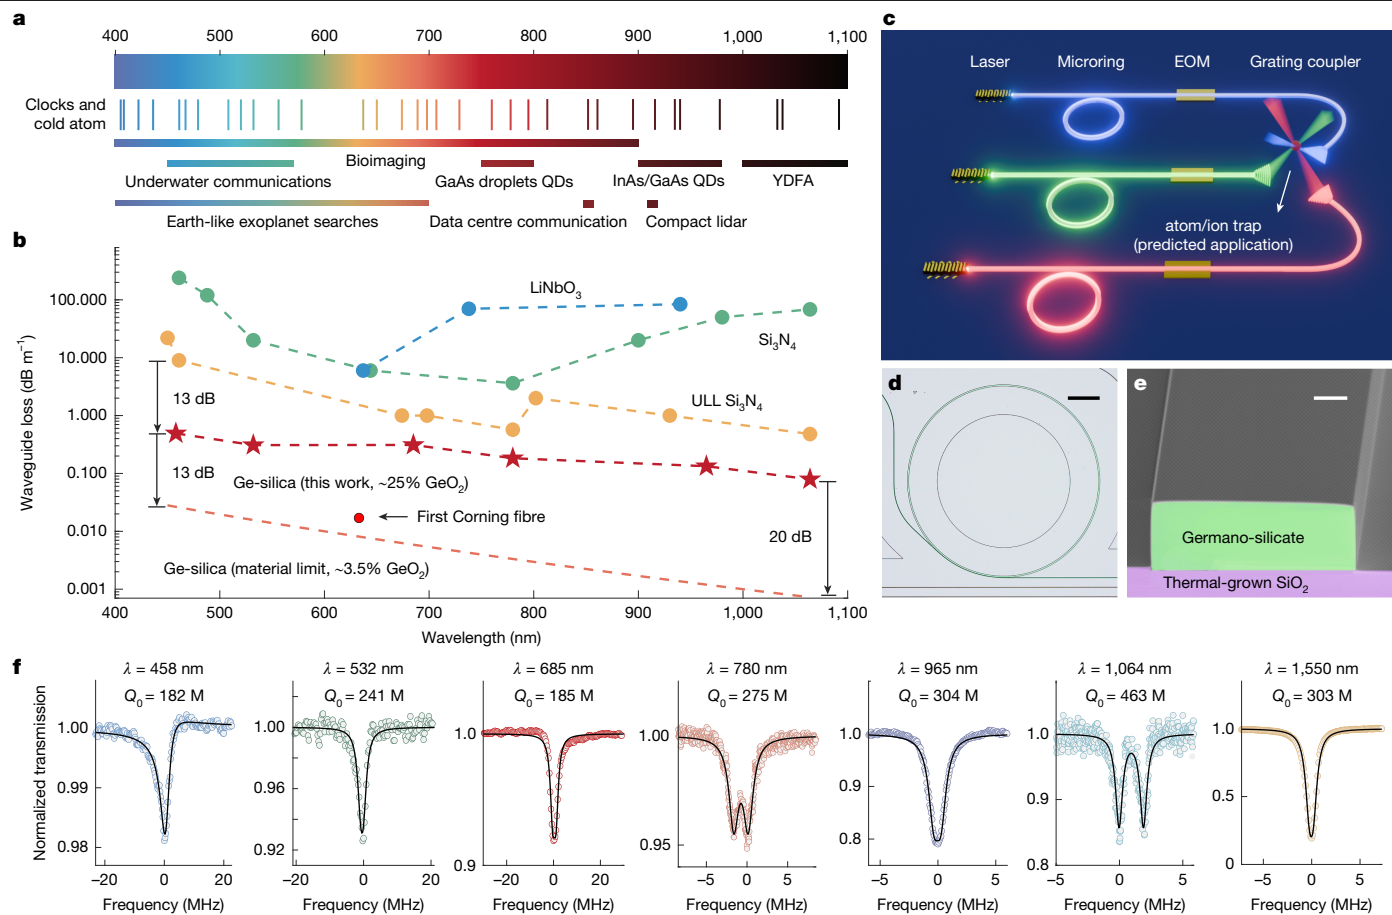 a
400 500 600 700 800 900 1,000 1,100
Clocks and
cold atom
Bioimaging
Underwater communications
GaAs droplets QDs
InAs/GaAs QDs
YDFA
Earth-like exoplanet searches
Data centre communication
Compact lidar
b
Waveguide loss (dB m−1)
100.000
10.000
1.000
0.100
0.010
0.001
LiNbO3
Si3N4
ULL Si3N4
13 dB
13 dB
20 dB
Ge-silica (this work, ~25% GeO2)
First Corning fibre
Ge-silica (material limit, ~3.5% GeO2)
400 500 600 700 800 900 1,000 1,100
Wavelength (nm)
c
Laser Microring EOM Grating coupler
atom/ion trap
(predicted application)
d
e
Germano-silicate
Thermal-grown SiO2
f
Normalized transmission
λ = 458 nm
Q0 = 182 M
1.00
0.99
0.98
−20 0 20
Frequency (MHz)
λ = 532 nm
Q0 = 241 M
1.00
0.96
0.92
−20 0 20
Frequency (MHz)
λ = 685 nm
Q0 = 185 M
1.0
0.9
−20 0 20
Frequency (MHz)
λ = 780 nm
Q0 = 275 M
1.00
0.95
−5 0 5
Frequency (MHz)
λ = 965 nm
Q0 = 304 M
1.0
0.9
0.8
−5 0 5
Frequency (MHz)
λ = 1,064 nm
Q0 = 463 M
1.0
0.9
0.8
−5 0 5
Frequency (MHz)
λ = 1,550 nm
Q0 = 303 M
1.0
0.5
0
−5 0 5
Frequency (MHz)